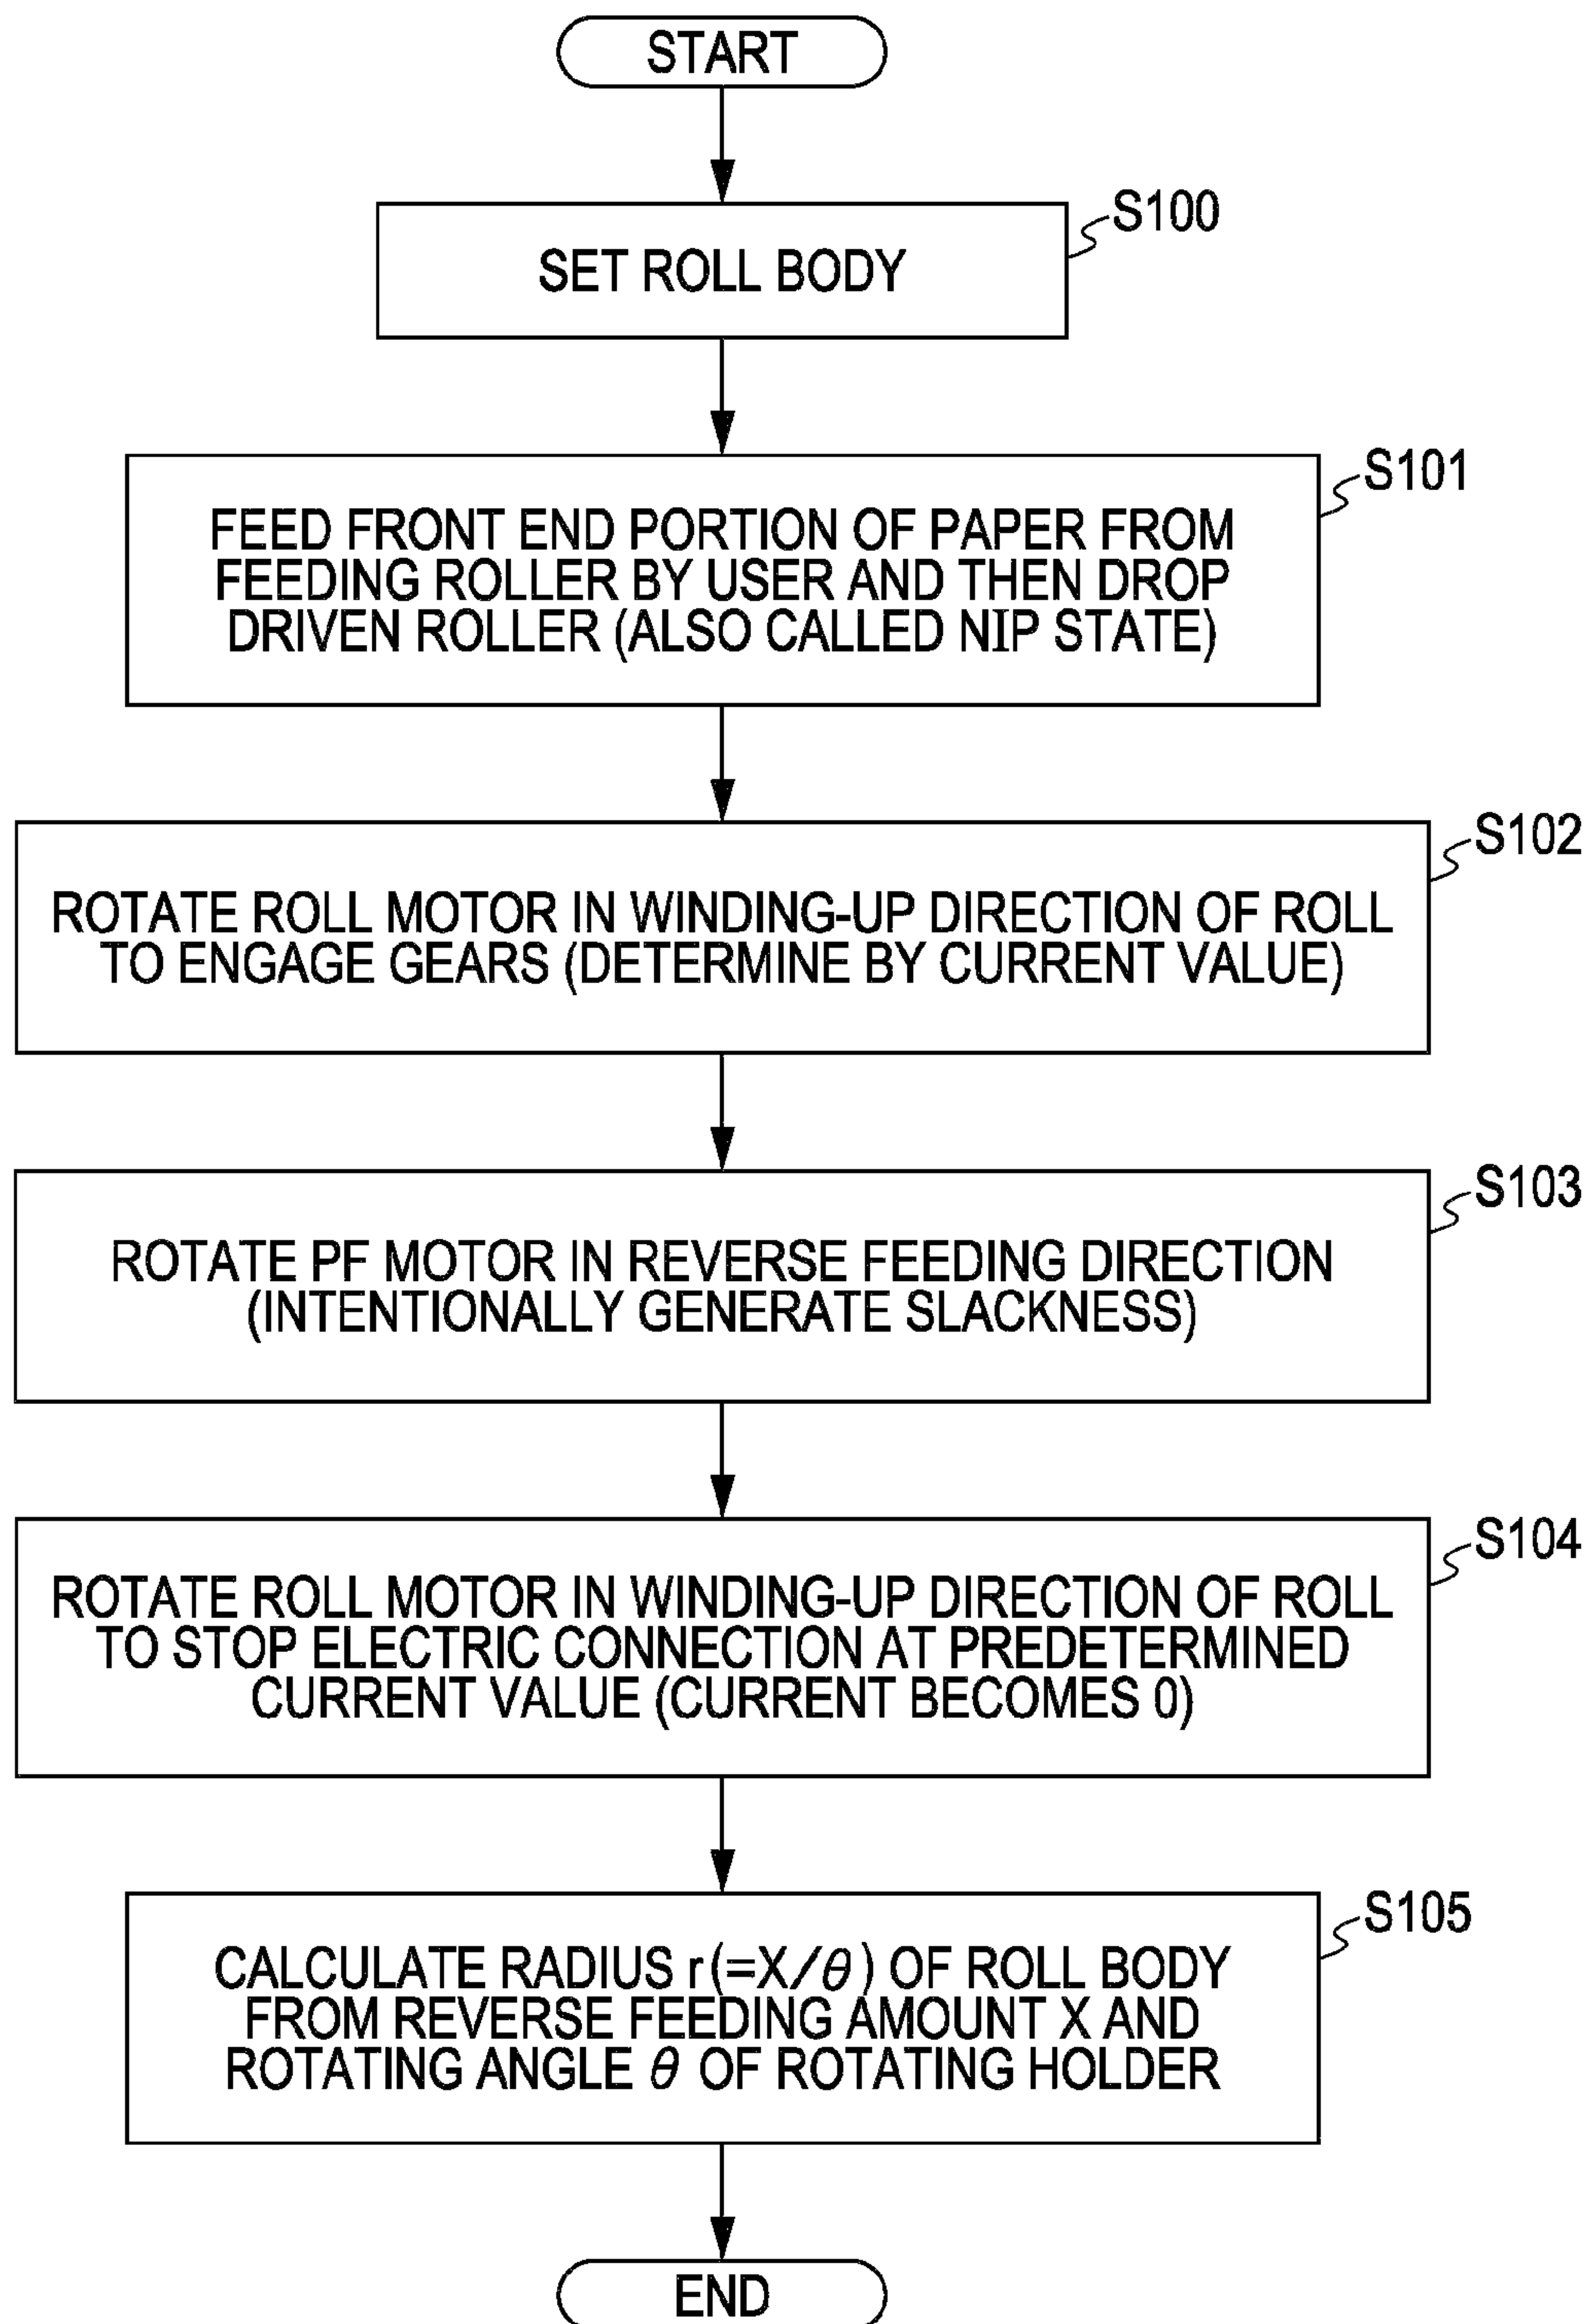 START
S100
SET ROLL BODY
S101
FEED FRONT END PORTION OF PAPER FROM
FEEDING ROLLER BY USER AND THEN DROP
DRIVEN ROLLER (ALSO CALLED NIP STATE)
S102
ROTATE ROLL MOTOR IN WINDING-UP DIRECTION OF ROLL
TO ENGAGE GEARS (DETERMINE BY CURRENT VALUE)
S103
ROTATE PF MOTOR IN REVERSE FEEDING DIRECTION
(INTENTIONALLY GENERATE SLACKNESS)
S104
ROTATE ROLL MOTOR IN WINDING-UP DIRECTION OF ROLL
TO STOP ELECTRIC CONNECTION AT PREDETERMINED
CURRENT VALUE (CURRENT BECOMES 0)
S105
CALCULATE RADIUS r(=X/θ) OF ROLL BODY
FROM REVERSE FEEDING AMOUNT X AND
ROTATING ANGLE θ OF ROTATING HOLDER
END